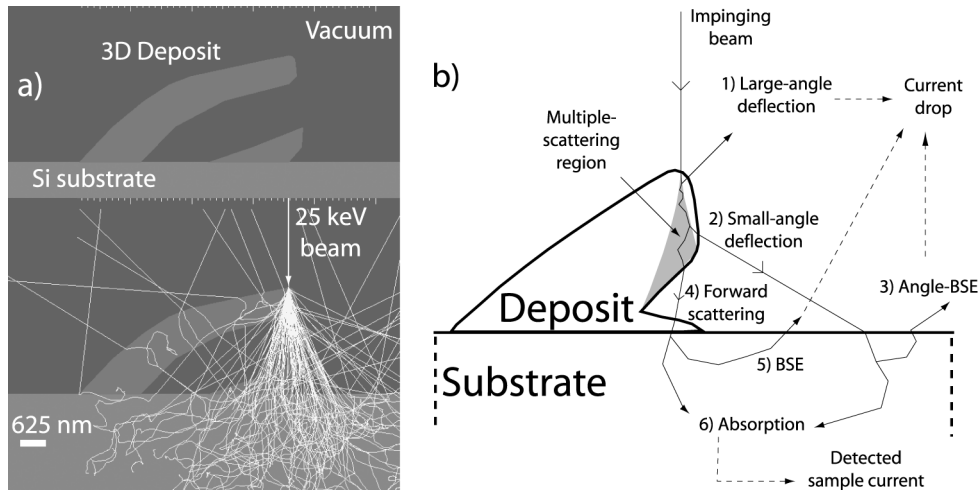 Vacuum
3D Deposit
a)
Si substrate
25 keV
beam
625 nm
b)
Impinging
beam
1) Large-angle
deflection
Current
drop
Multiple-
scattering
region
2) Small-angle
deflection
3) Angle-BSE
4) Forward
scattering
Deposit
5) BSE
Substrate
6) Absorption
Detected
sample current